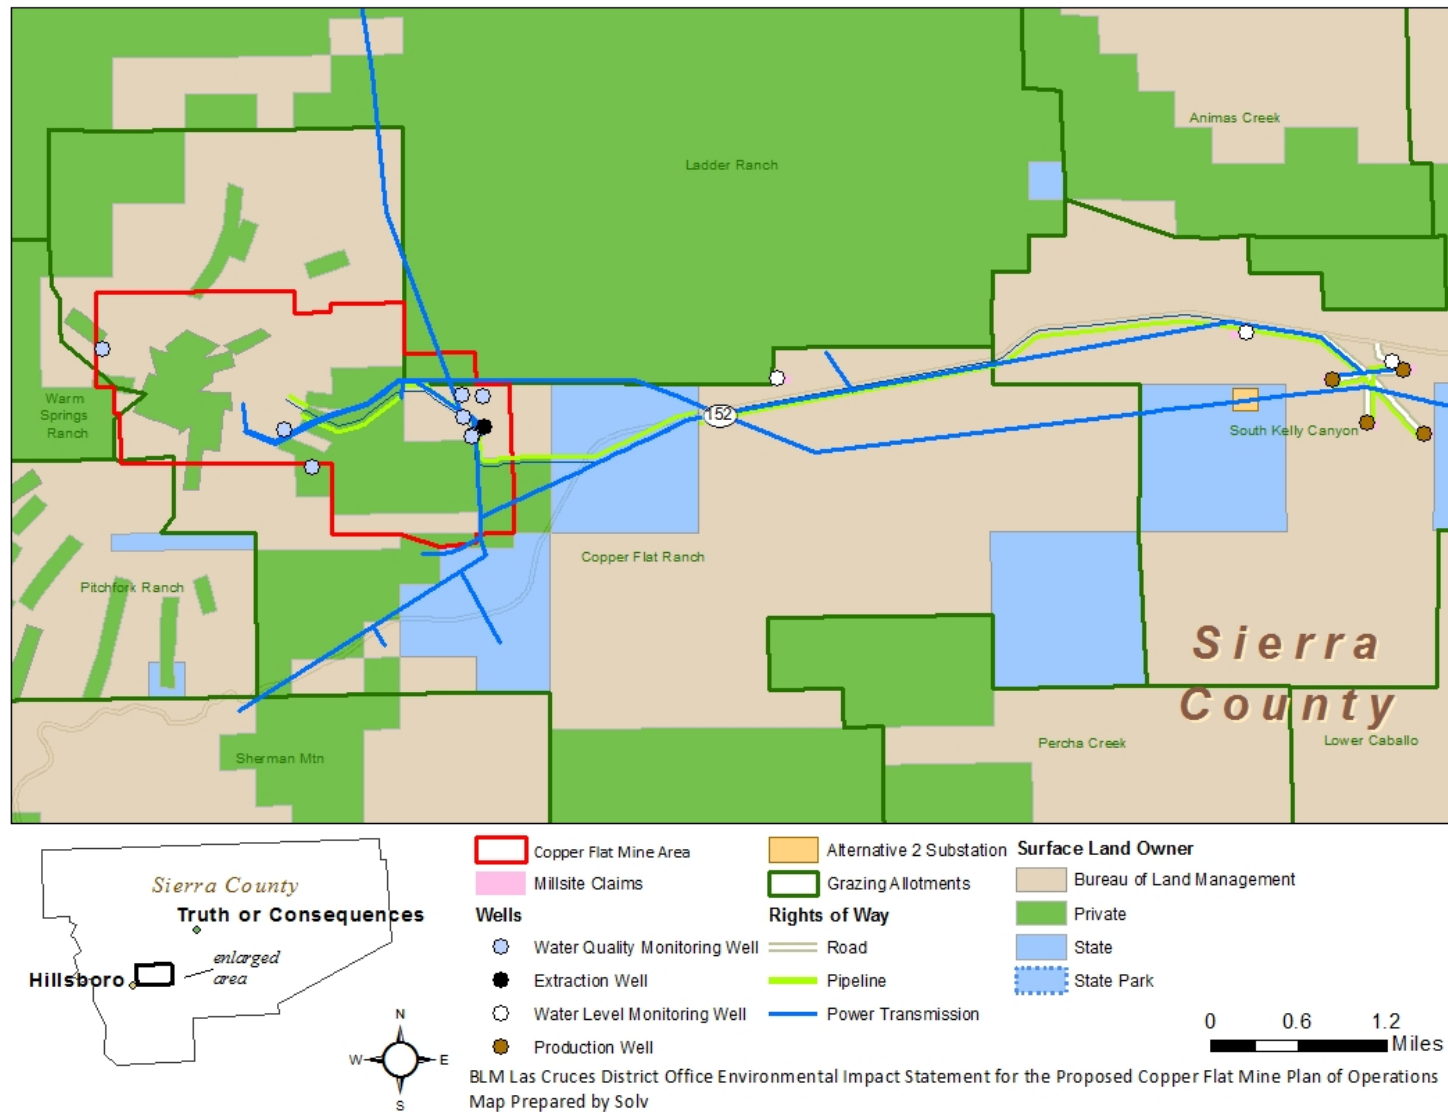 Animas Creek
Ladder Ranch
Warm
Springs
Ranch
152
South Kelly Canyon
Copper Flat Ranch
Pitchfork Ranch
Sierra
County
Sherman Mtn
Percha Creek
Lower Caballo
Sierra County
Truth or Consequences
Hillsboro
enlarged
area
N
W
E
S
Copper Flat Mine Area
Millsite Claims
Wells
Water Quality Monitoring Well
Extraction Well
Water Level Monitoring Well
Production Well
Alternative 2 Substation
Grazing Allotments
Rights of Way
Road
Pipeline
Power Transmission
Surface Land Owner
Bureau of Land Management
Private
State
State Park
0 0.6 1.2
Miles
BLM Las Cruces District Office Environmental Impact Statement for the Proposed Copper Flat Mine Plan of Operations
Map Prepared by Solv